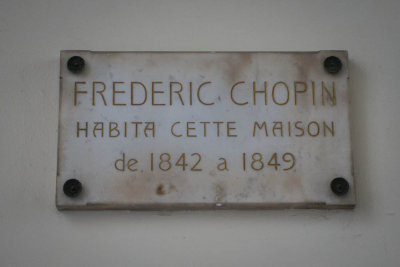 FREDERIC CHOPIN
HABITA CETTE MAISON
de 1842 a 1849